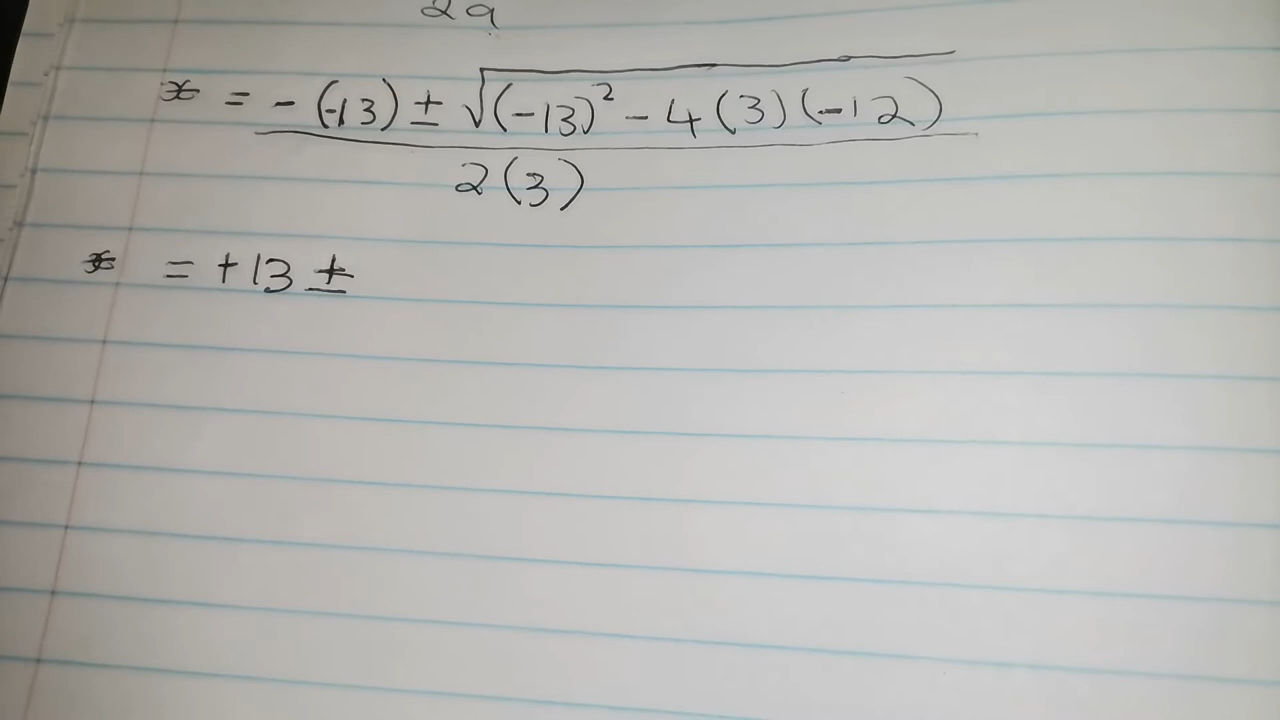 2a
x = -(-13) ± √(-13)² - 4(3)(-12)
2(3)
x = +13 ±